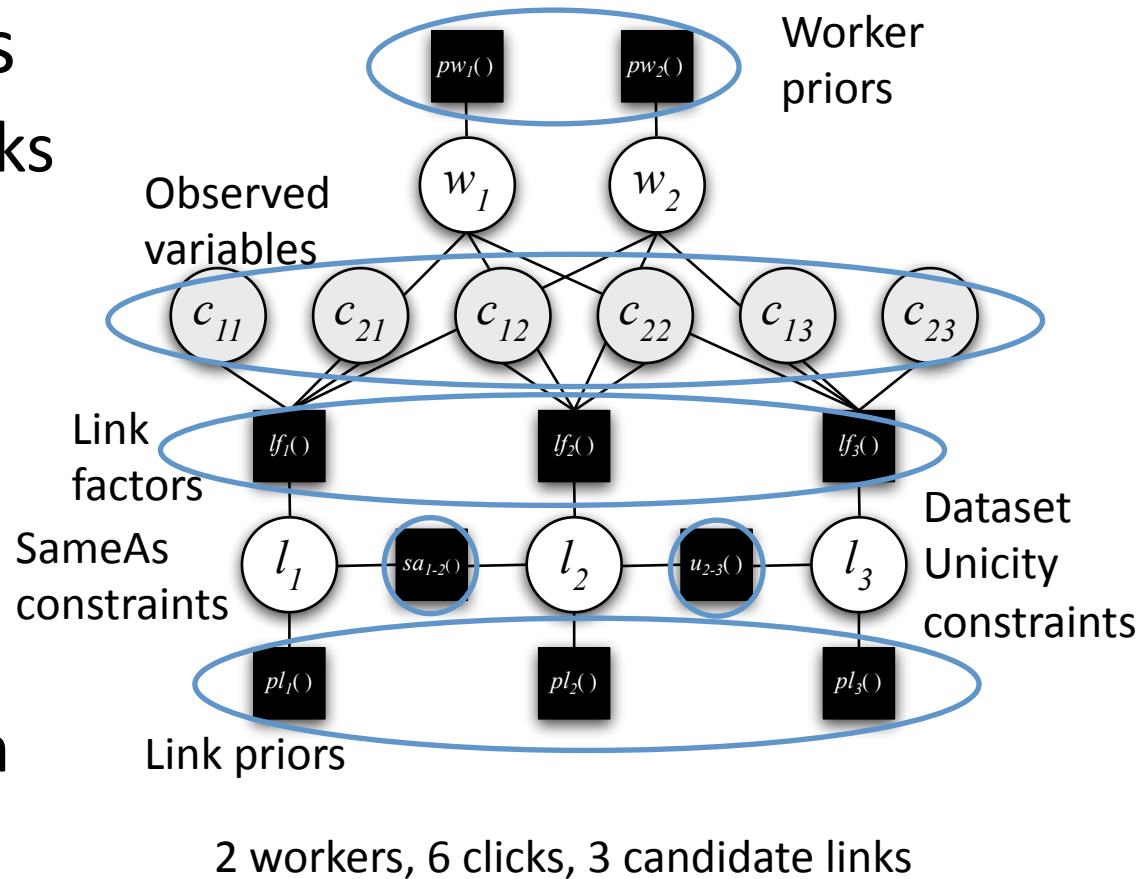 s
ks
pw1( ) pw2( )
Worker
priors
w1 w2
Observed
variables
c11 c21 c12 c22 c13 c23
Link
factors
lf1( ) lf2( ) lf3( )
SameAs
constraints
l1 sa1-2( ) l2 u2-3( ) l3
Dataset
Unicity
constraints
pl1( ) pl2( ) pl3( )
n
Link priors
2 workers, 6 clicks, 3 candidate links